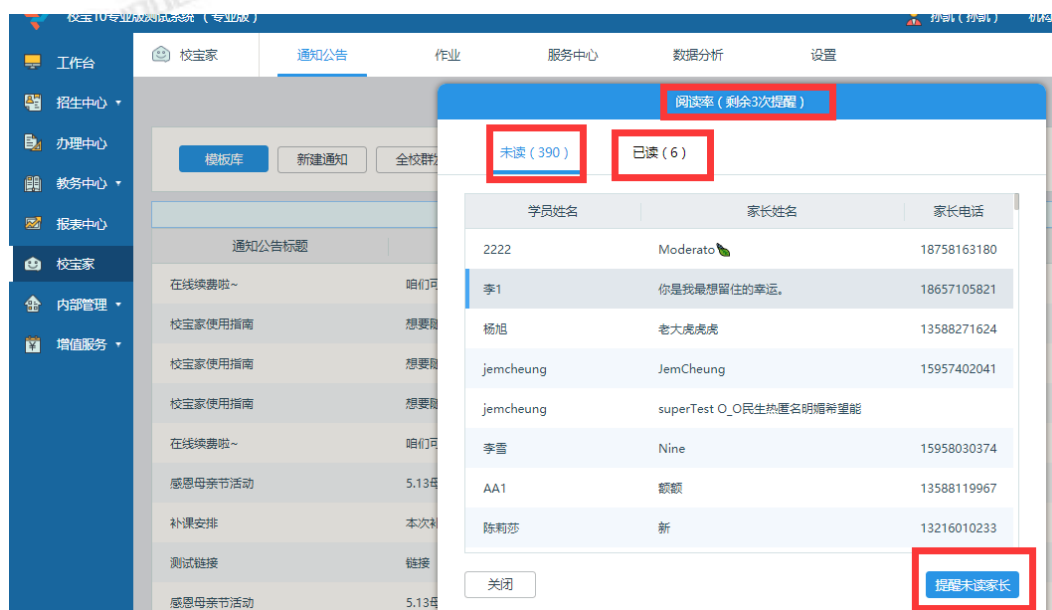 校宝10专业版测试系统（专业版）
孙凯(孙凯)
机构
工作台
招生中心
办理中心
教务中心
报表中心
校宝家
内部管理
增值服务
校宝家
通知公告
作业
服务中心
数据分析
设置
模板库
新建通知
全校群发
通知公告标题
在线续费啦~
咱们可
校宝家使用指南
想要随
校宝家使用指南
想要随
校宝家使用指南
想要随
在线续费啦~
咱们可
感恩母亲节活动
5.13母
补课安排
本次补
测试链接
链接
感恩母亲节活动
5.13母
阅读率（剩余3次提醒）
未读(390)
已读(6)
学员姓名 家长姓名 家长电话
2222 Moderato 18758163180
李1 你是我最想留住的幸运。 18657105821
杨旭 老大虎虎虎 13588271624
jemcheung JemCheung 15957402041
jemcheung superTest O_O民生热匿名明媚希望能
李雪 Nine 15958030374
AA1 额额 13588119967
陈莉莎 新 13216010233
关闭
提醒未读家长